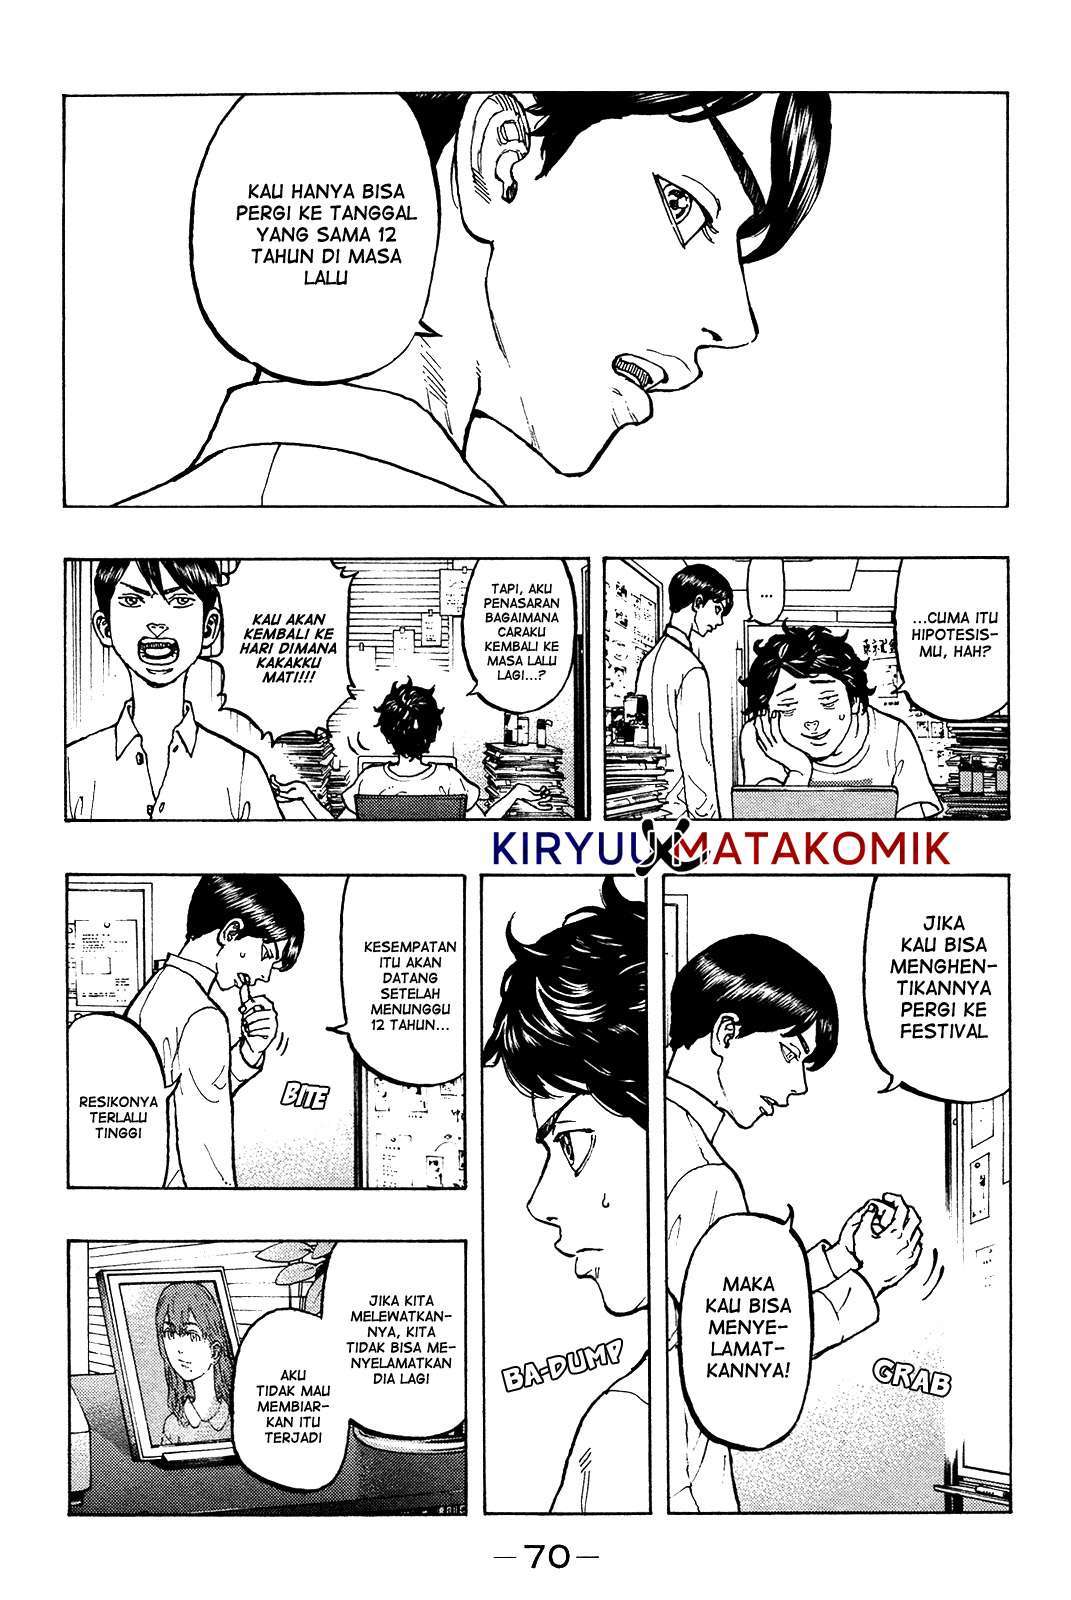 KAU HANYA BISA
PERGI KE TANGGAL
YANG SAMA 12
TAHUN DI MASA
LALU
...CUMA ITU
HIPOTESIS-
MU, HAH?
...
TAPI, AKU
PENASARAN
BAGAIMANA
CARAKU
KEMBALI KE
MASA LALU
LAGI...?
KAU AKAN
KEMBALI KE
HARI DIMANA
KAKAKKU
MATI!!!
KIRYUU X MATAKOMIK
JIKA
KAU BISA
MENGHEN-
TIKANNYA
PERGI KE
FESTIVAL
MAKA
KAU BISA
MENYE-
LAMAT-
KANNYA!
GRAB
BA-DUMP
KESEMPATAN
ITU AKAN
DATANG
SETELAH
MENUNGGU
12 TAHUN...
BITE
RESIKONYA
TERLALU
TINGGI
JIKA KITA
MELEWATKAN-
NYA, KITA
TIDAK BISA ME-
NYELAMATKAN
DIA LAGI
AKU
TIDAK MAU
MEMBIAR-
KAN ITU
TERJADI
—70—